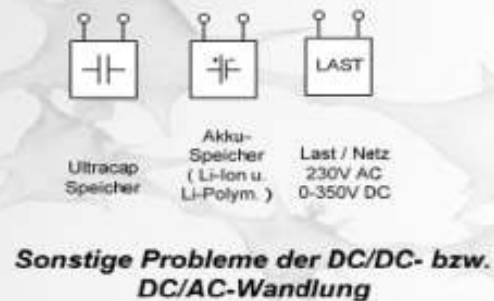 LAST
Ultracap
Speicher
Akku-
Speicher
( Li-Ion u.
Li-Polym. )
Last / Netz
230V AC
0-350V DC
Sonstige Probleme der DC/DC- bzw.
DC/AC-Wandlung